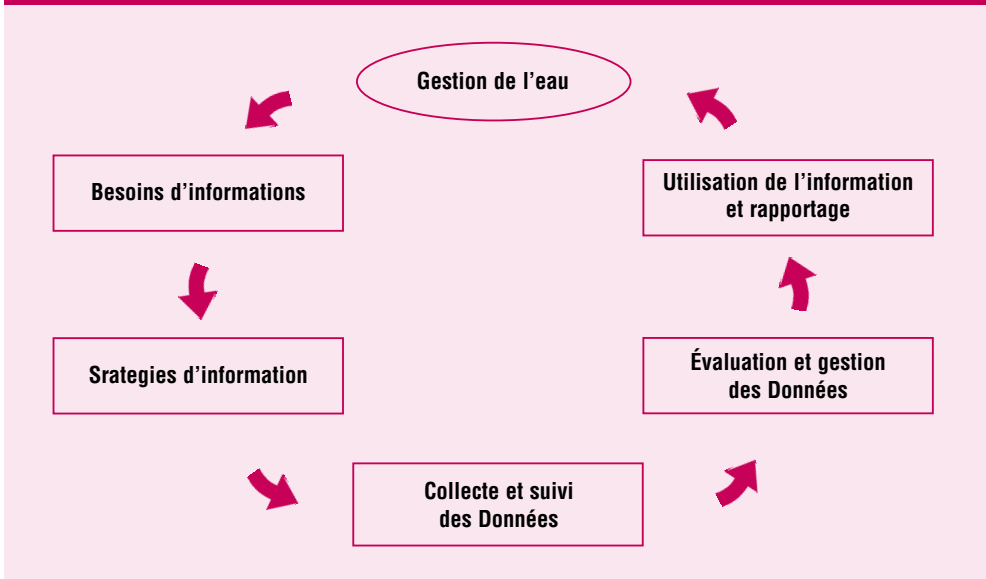 Gestion de l’eau
Besoins d’informations
Srategies d’information
Collecte et suivi
des Données
Évaluation et gestion
des Données
Utilisation de l’information
et rapportage